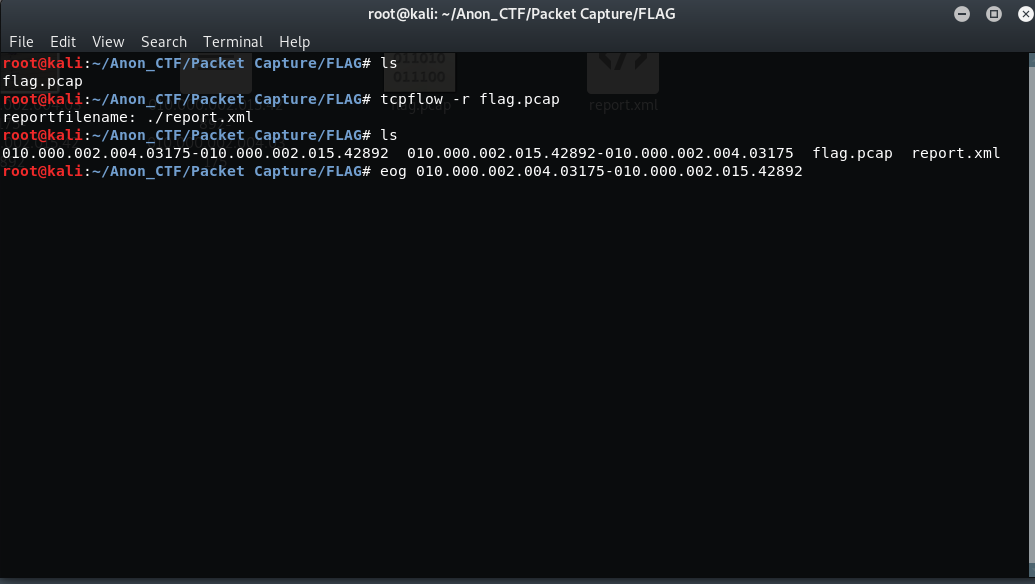 root@kali: ~/Anon_CTF/Packet Capture/FLAG
File Edit View Search Terminal Help
root@kali:~/Anon_CTF/Packet Capture/FLAG# ls
flag.pcap
root@kali:~/Anon_CTF/Packet Capture/FLAG# tcpflow -r flag.pcap
reportfilename: ./report.xml
root@kali:~/Anon_CTF/Packet Capture/FLAG# ls
010.000.002.004.03175-010.000.002.015.42892 010.000.002.015.42892-010.000.002.004.03175 flag.pcap report.xml
root@kali:~/Anon_CTF/Packet Capture/FLAG# eog 010.000.002.004.03175-010.000.002.015.42892
011010
011100
report.xml